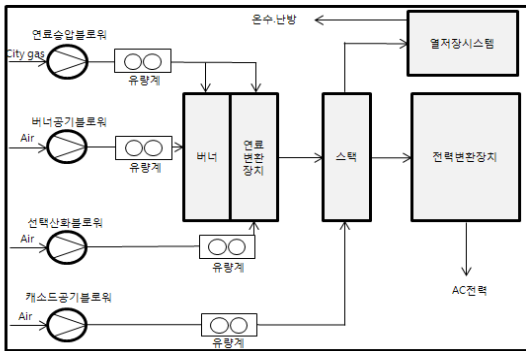 연료승압블로워
City gas
유량계
온수.난방
열저장시스템
버너공기블로워
Air
유량계
버너
연료
변환
장치
스택
전력변환장치
선택산화블로워
Air
유량계
AC전력
캐소드공기블로워
Air
유량계